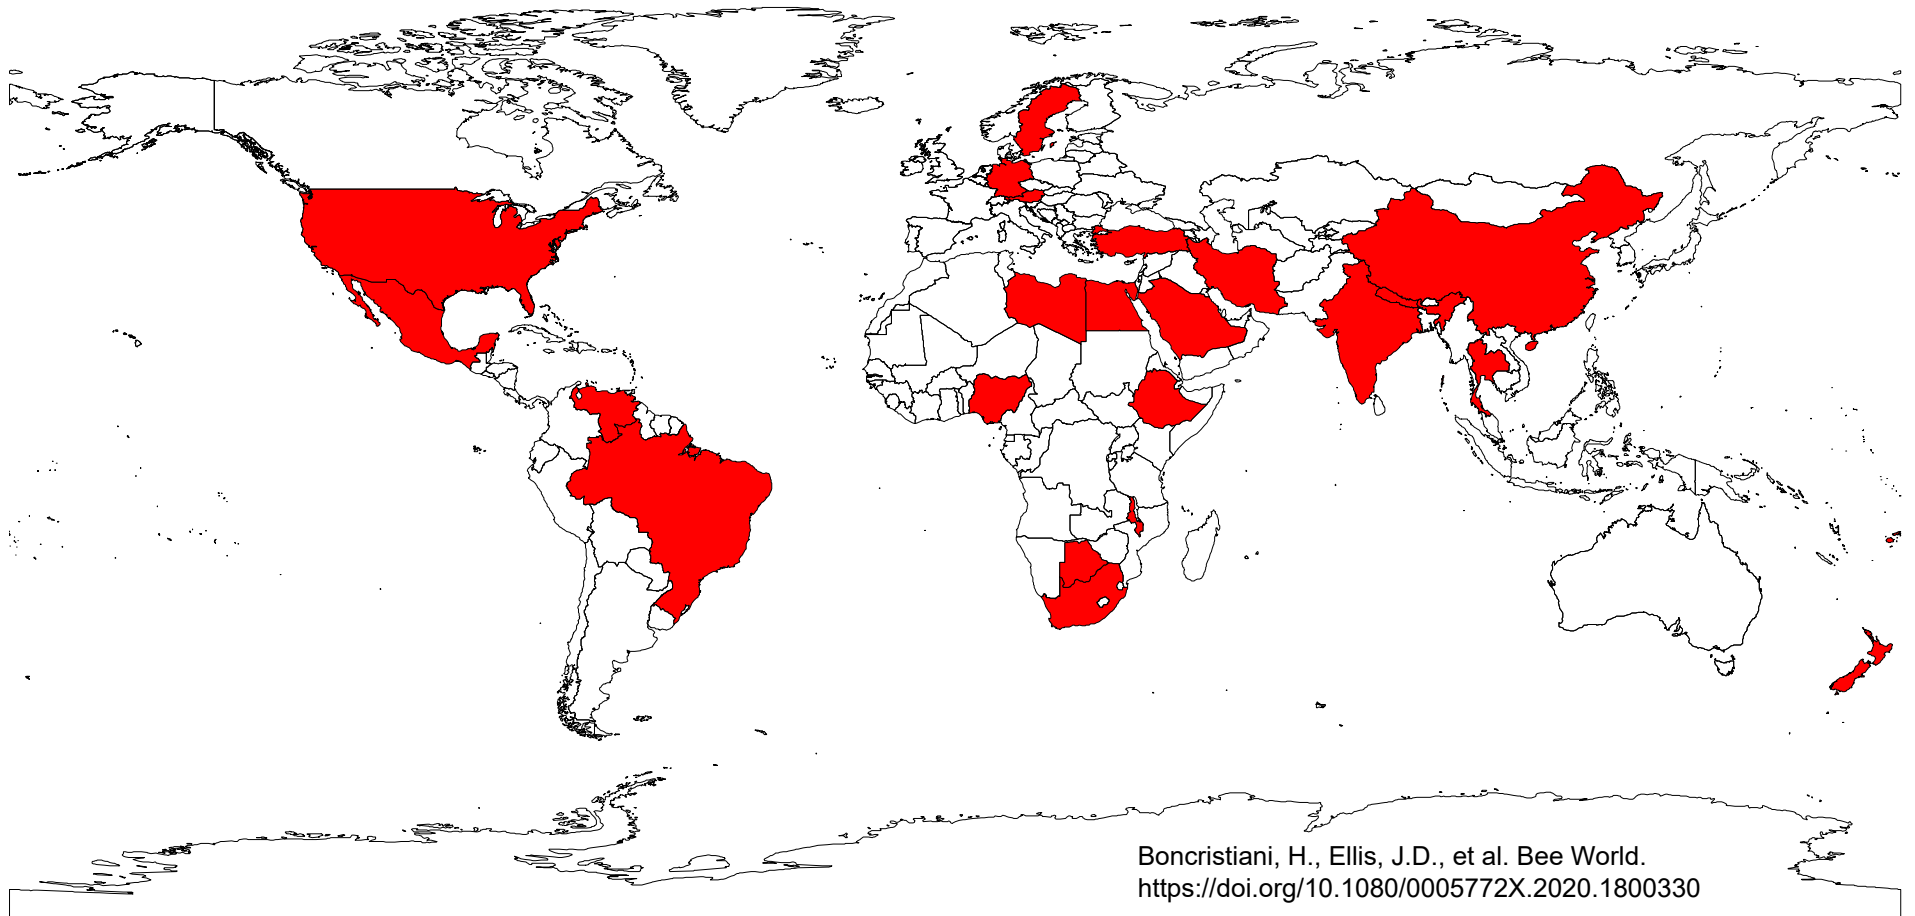 Boncristiani, H., Ellis, J.D., et al. Bee World.
https://doi.org/10.1080/0005772X.2020.1800330